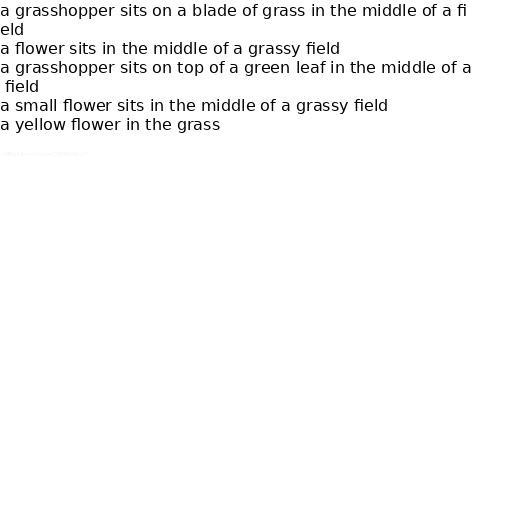 a grasshopper sits on a blade of grass in the middle of a fi
eld
a flower sits in the middle of a grassy field
a grasshopper sits on top of a green leaf in the middle of a
 field
a small flower sits in the middle of a grassy field
a yellow flower in the grass